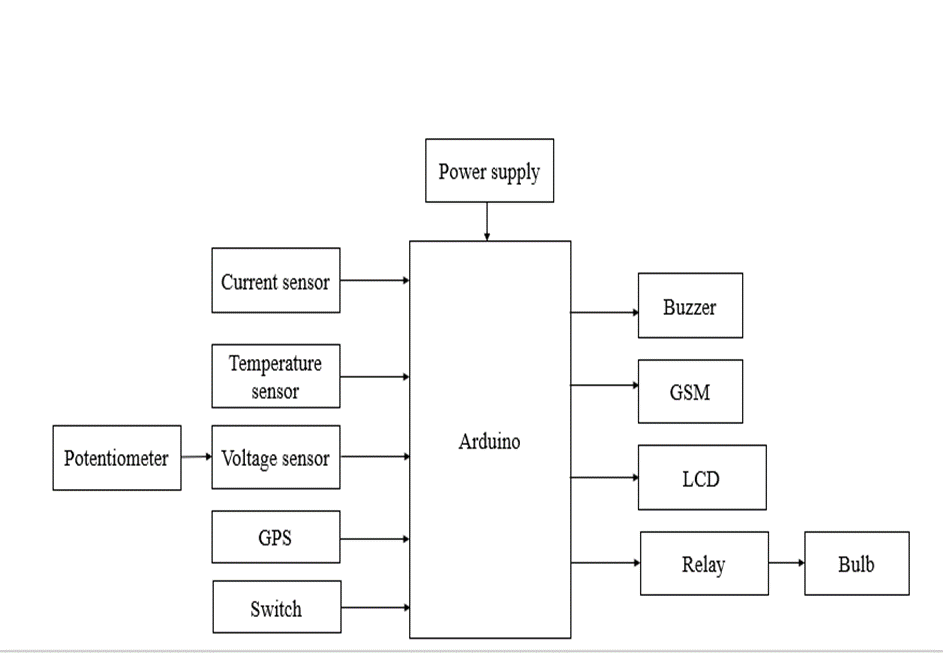 Power supply
Current sensor
Buzzer
Temperature
sensor
GSM
Arduino
Potentiometer
Voltage sensor
LCD
GPS
Relay
Bulb
Switch